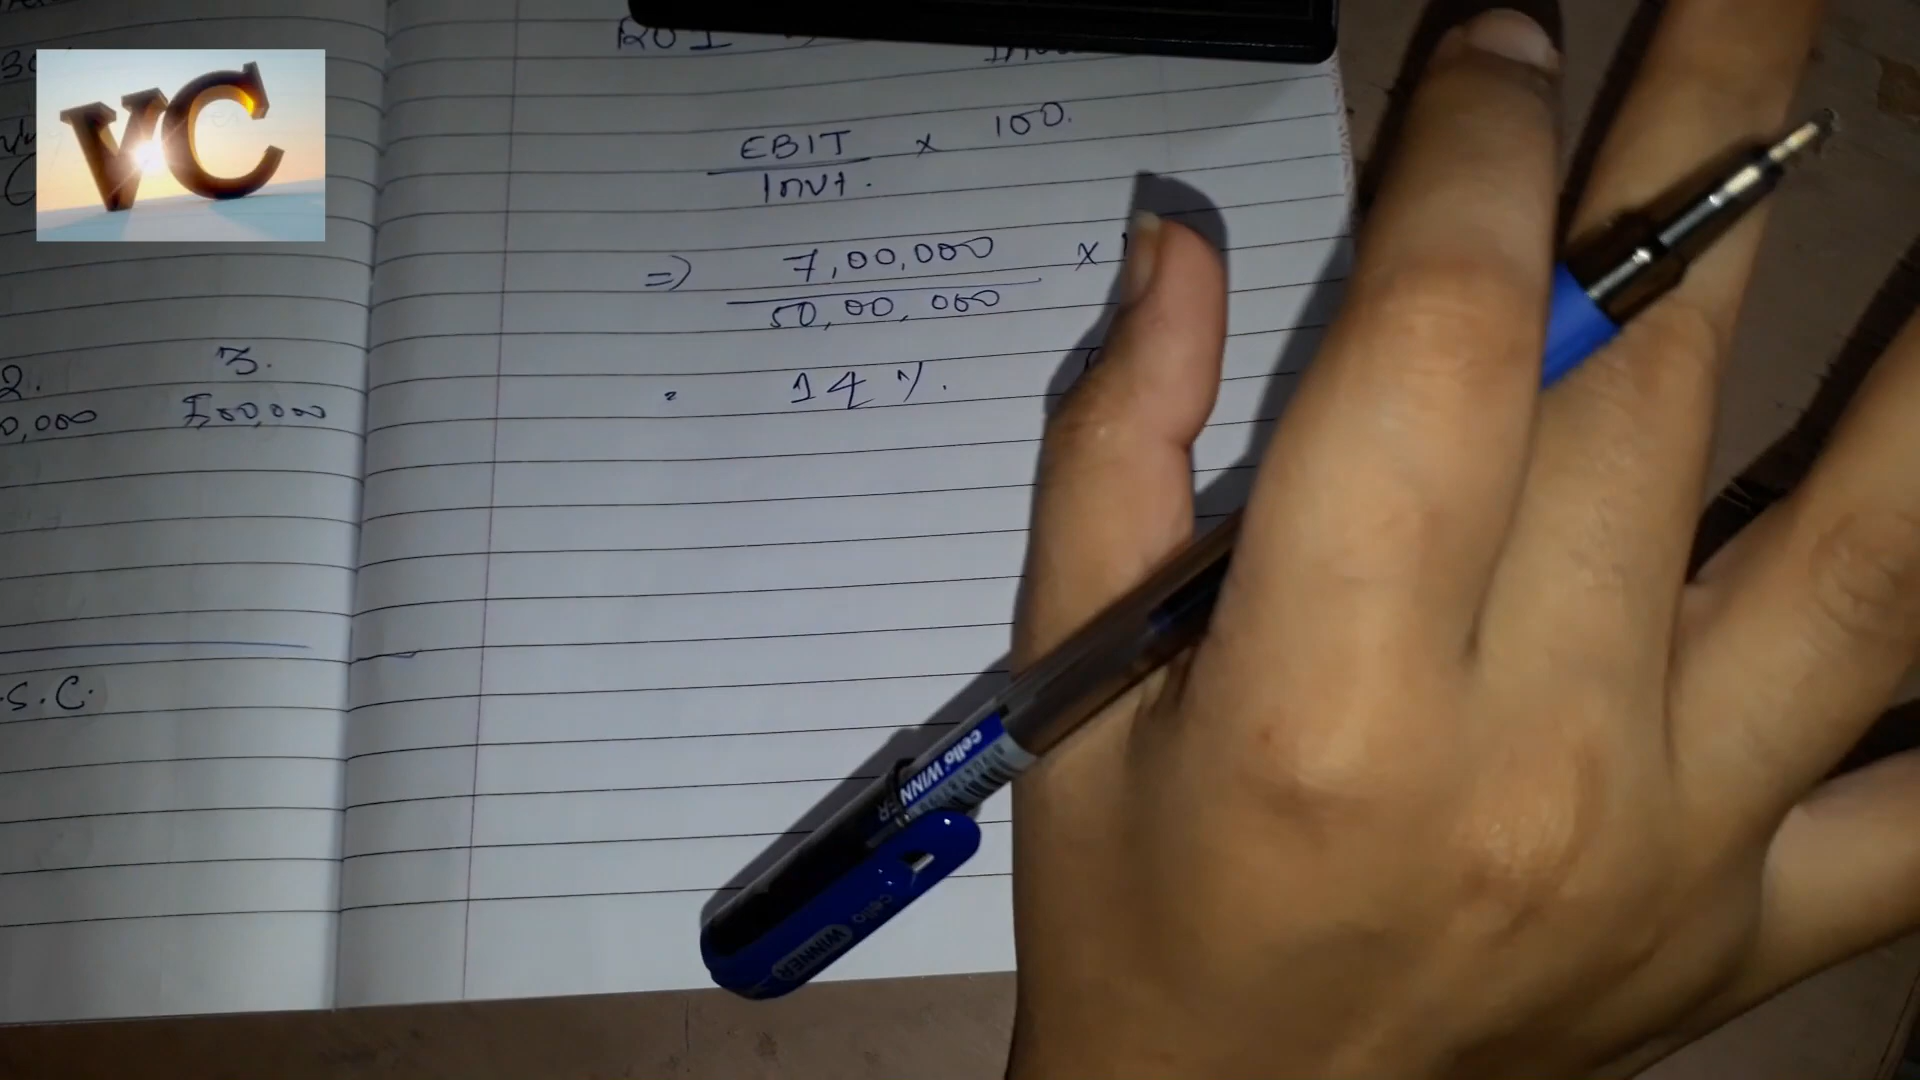 VC
2. 3.
0,000 5,00,000
.S.C.
ROI
EBIT × 100.
Invt.
=) 7,00,000 ×
50,00,000
= 14 %.
cello WINNER
cello
WINNER